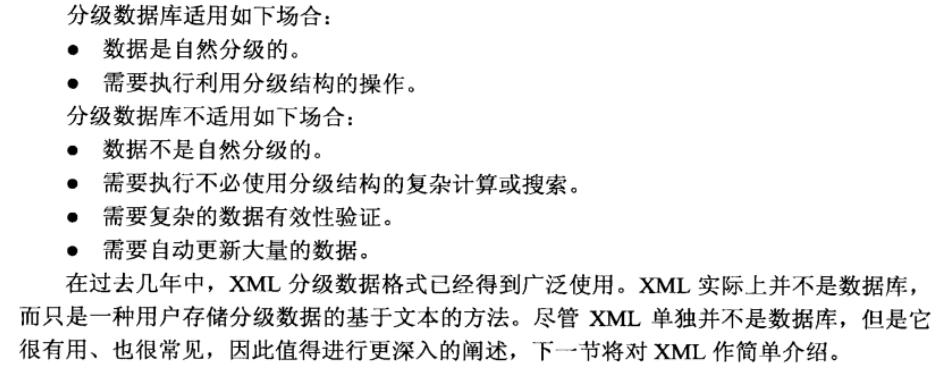 分级数据库适用如下场合：
● 数据是自然分级的。
● 需要执行利用分级结构的操作。
分级数据库不适用如下场合：
● 数据不是自然分级的。
● 需要执行不必使用分级结构的复杂计算或搜索。
● 需要复杂的数据有效性验证。
● 需要自动更新大量的数据。
在过去几年中，XML 分级数据格式已经得到广泛使用。XML 实际上并不是数据库，
而只是一种用户存储分级数据的基于文本的方法。尽管 XML 单独并不是数据库，但是它
很有用、也很常见，因此值得进行更深入的阐述，下一节将对 XML 作简单介绍。